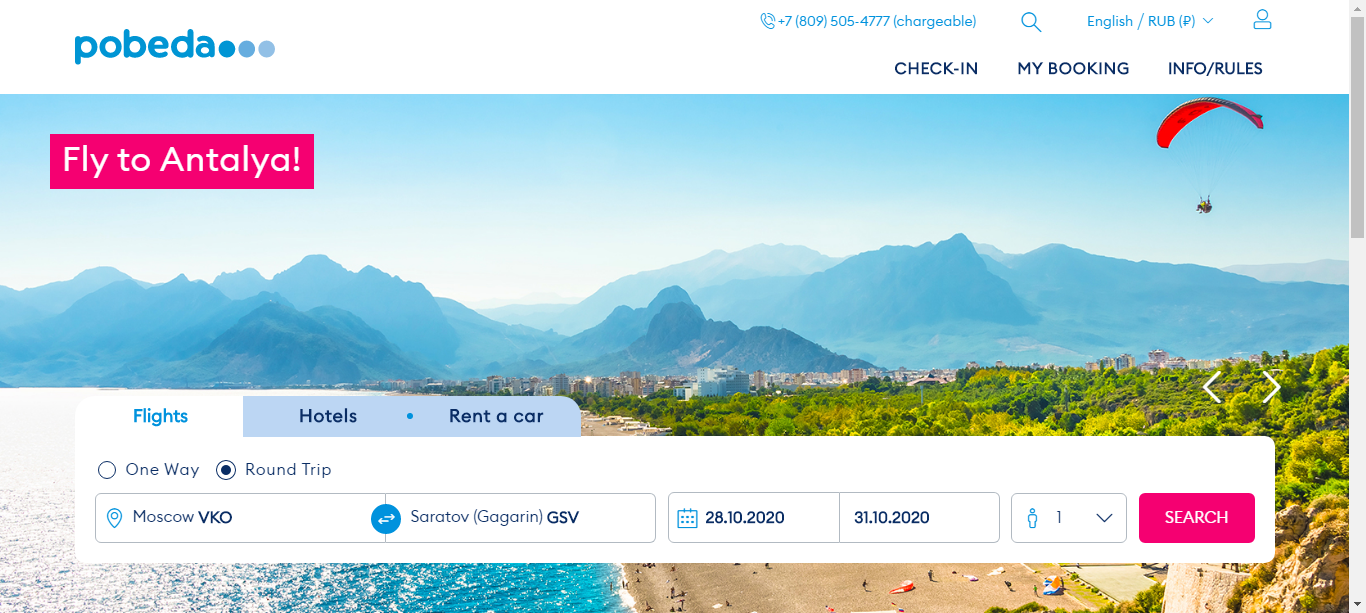 +7 (809) 505-4777 (chargeable)
English / RUB (₽)
pobeda
CHECK-IN
MY BOOKING
INFO/RULES
Fly to Antalya!
Flights
Hotels • Rent a car
One Way
Round Trip
Moscow VKO
Saratov (Gagarin) GSV
28.10.2020
31.10.2020
1
SEARCH